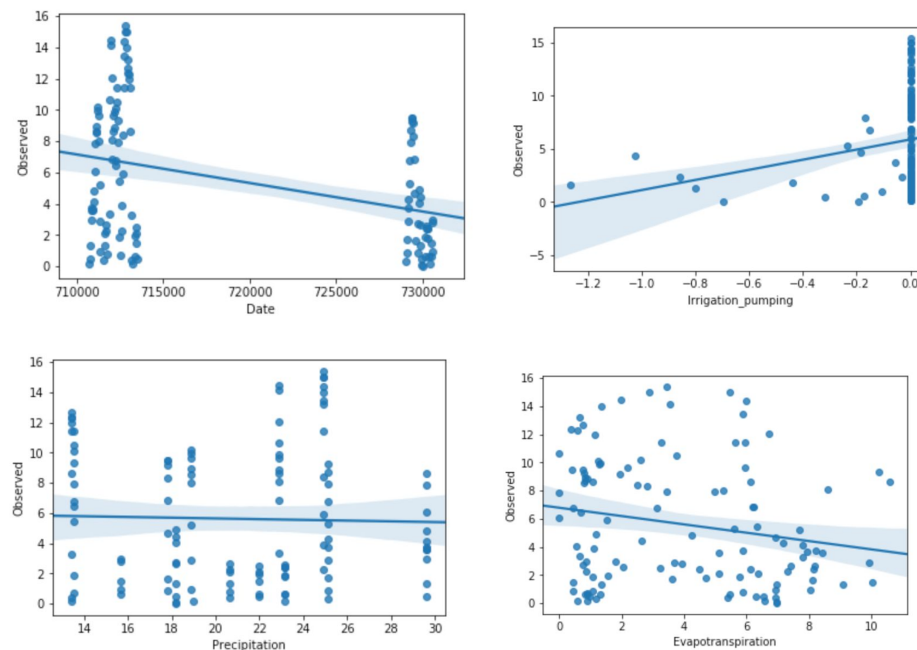 16
14
12
10
8
6
4
2
0
Observed
710000 715000 720000 725000 730000
Date
15
10
5
0
−5
Observed
−1.2 −1.0 −0.8 −0.6 −0.4 −0.2 0.0
Irrigation_pumping
16
14
12
10
8
6
4
2
0
Observed
14 16 18 20 22 24 26 28 30
Precipitation
16
14
12
10
8
6
4
2
0
Observed
0 2 4 6 8 10
Evapotranspiration